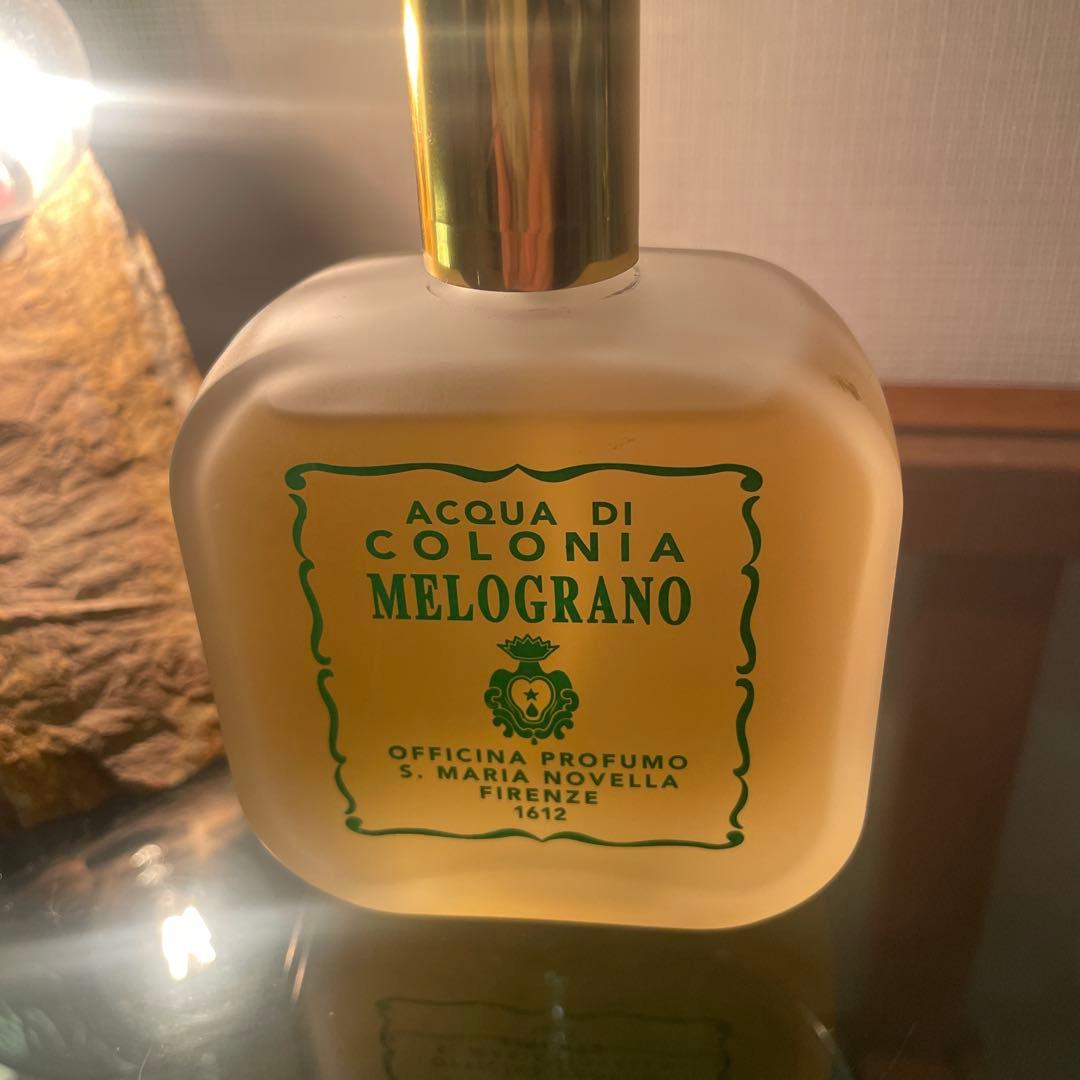 ACQUA DI
COLONIA
MELOGRANO
OFFICINA PROFUMO
S. MARIA NOVELLA
FIRENZE
1612